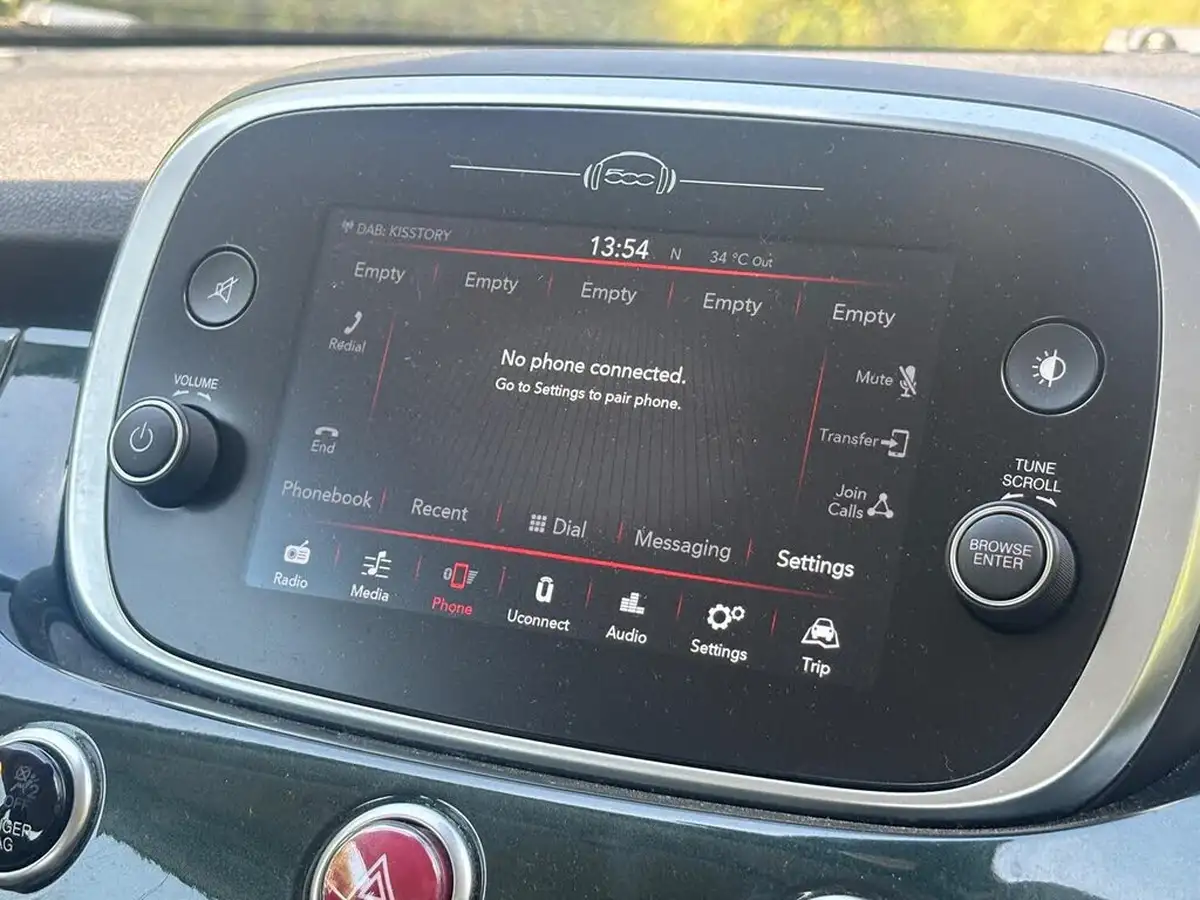 500
DAB: KISSTORY
13:54 N 34 °C Out
Empty Empty Empty Empty Empty
Redial
No phone connected.
Go to Settings to pair phone.
Mute
VOLUME
Transfer
End
TUNE
SCROLL
Join
Calls
Phonebook Recent Dial Messaging Settings
BROWSE
ENTER
Radio Media Phone Uconnect Audio Settings Trip